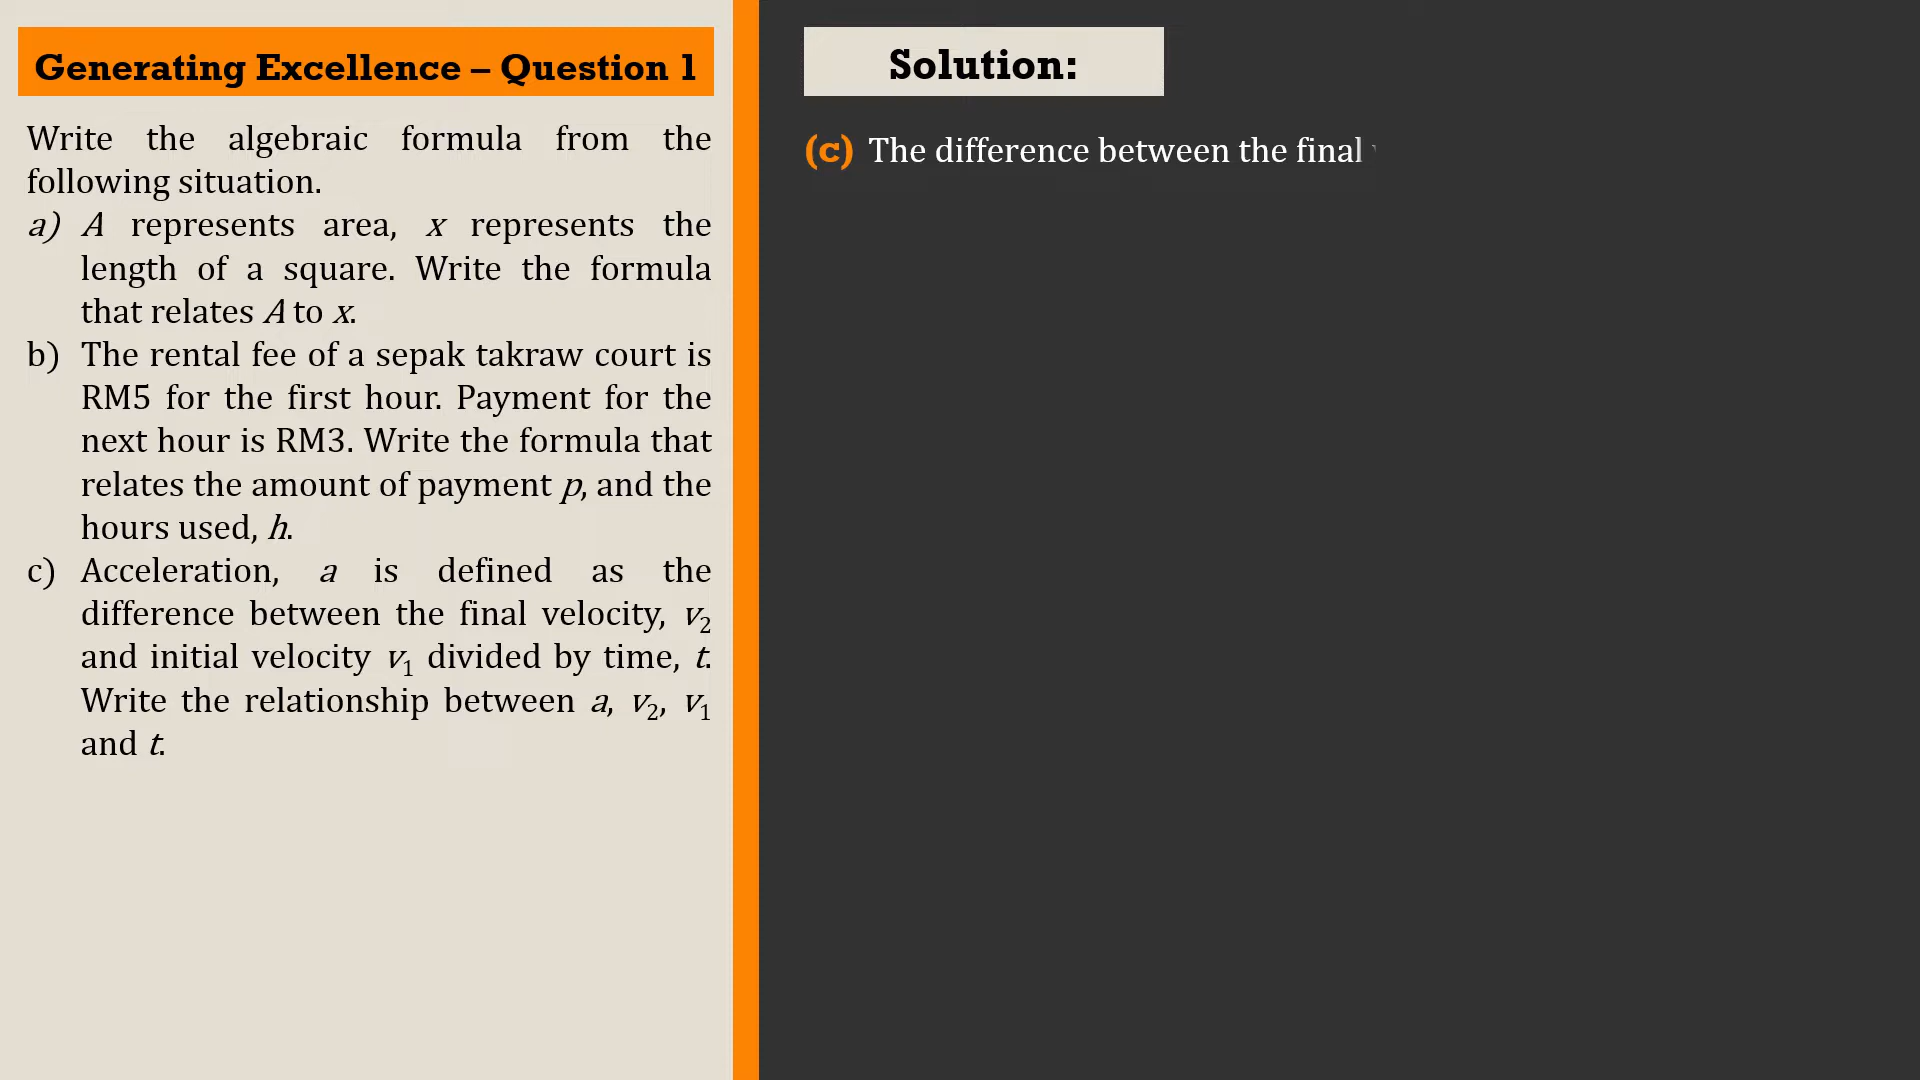 Generating Excellence – Question 1
Write the algebraic formula from the
following situation.
a) A represents area, x represents the
length of a square. Write the formula
that relates A to x.
b) The rental fee of a sepak takraw court is
RM5 for the first hour. Payment for the
next hour is RM3. Write the formula that
relates the amount of payment p, and the
hours used, h.
c) Acceleration, a is defined as the
difference between the final velocity, v₂
and initial velocity v₁ divided by time, t.
Write the relationship between a, v₂, v₁
and t.
Solution:
(c) The difference between the final